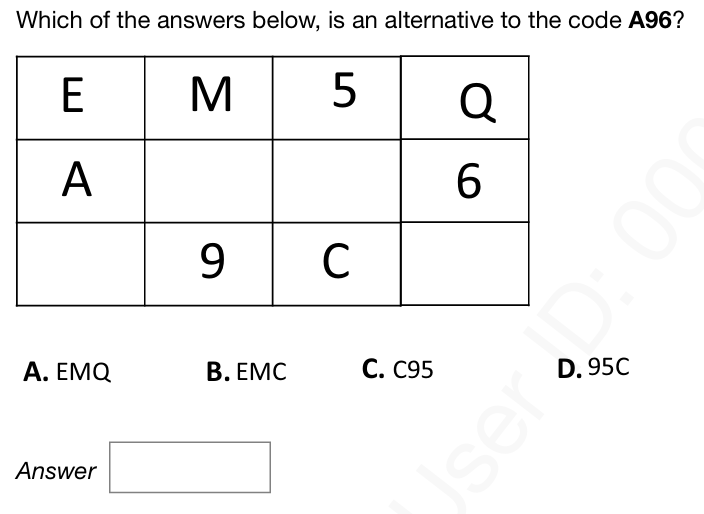 Which of the answers below, is an alternative to the code A96?
E M 5 Q
A 6
9 C
A. EMQ B. EMC C. C95 D. 95C
Answer
User ID: 000